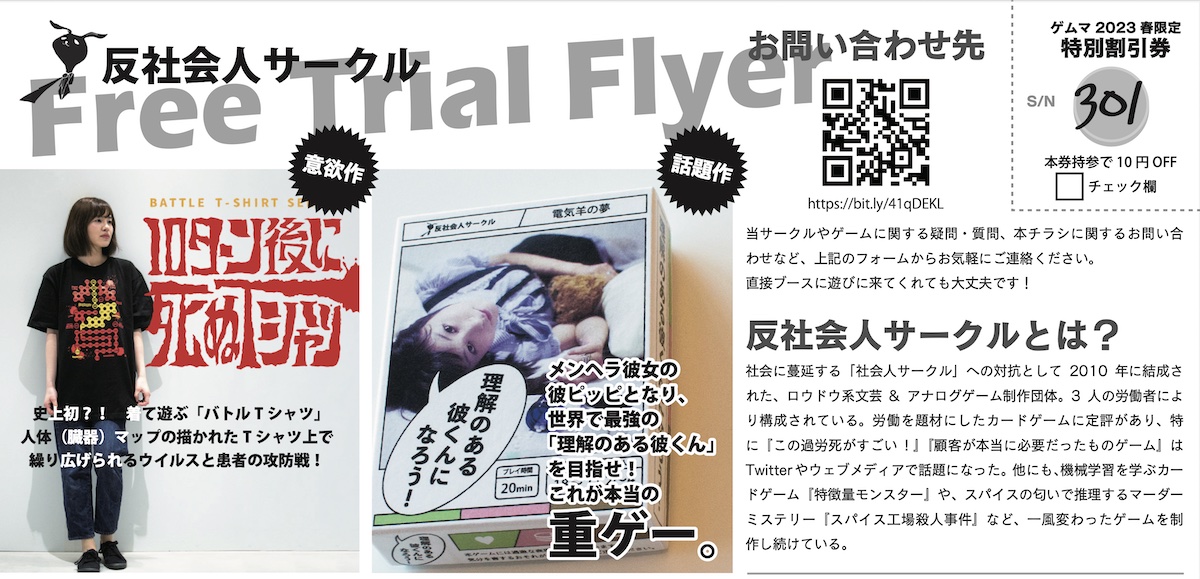 反社会人サークル
Free Trial Flyer
意欲作
BATTLE T-SHIRT SE
10ターン後に
死ぬTシャツ
史上初？！　着て遊ぶ「バトルTシャツ」
人体（臓器）マップの描かれたTシャツ上で
繰り広げられるウイルスと患者の攻防戦！
話題作
反社会人サークル
電気羊の夢
理解のある
彼くんに
なろう！
プレイ時間
20min
メンヘラ彼女の
彼ピッピとなり、
世界で最強の
「理解のある彼くん」
を目指せ！
これが本当の
重ゲー。
お問い合わせ先
https://bit.ly/41qDEKL
ゲムマ 2023 春限定
特別割引券
S/N
301
本券持参で 10 円 OFF
チェック欄
当サークルやゲームに関する疑問・質問、本チラシに関するお問い合
わせなど、上記のフォームからお気軽にご連絡ください。
直接ブースに遊びに来てくれても大丈夫です！
反社会人サークルとは？
社会に蔓延する「社会人サークル」への対抗として 2010 年に結成さ
れた、ロウドウ系文芸 ＆ アナログゲーム制作団体。3 人の労働者によ
り構成されている。労働を題材にしたカードゲームに定評があり、特
に『この過労死がすごい！』『顧客が本当に必要だったものゲーム』は
Twitter やウェブメディアで話題になった。他にも、機械学習を学ぶカー
ドゲーム『特徴量モンスター』や、スパイスの匂いで推理するマーダー
ミステリー『スパイス工場殺人事件』など、一風変わったゲームを制
作し続けている。